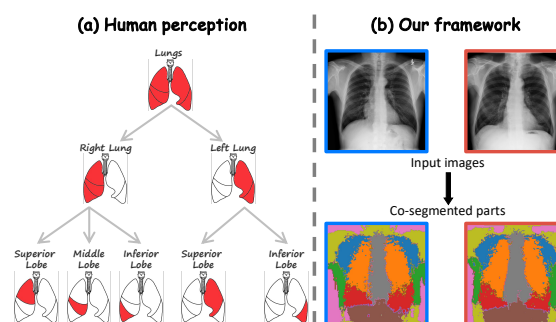 (a) Human perception
Lungs
Right Lung
Left Lung
Superior
Lobe
Middle
Lobe
Inferior
Lobe
Superior
Lobe
Inferior
Lobe
(b) Our framework
Input images
Co-segmented parts